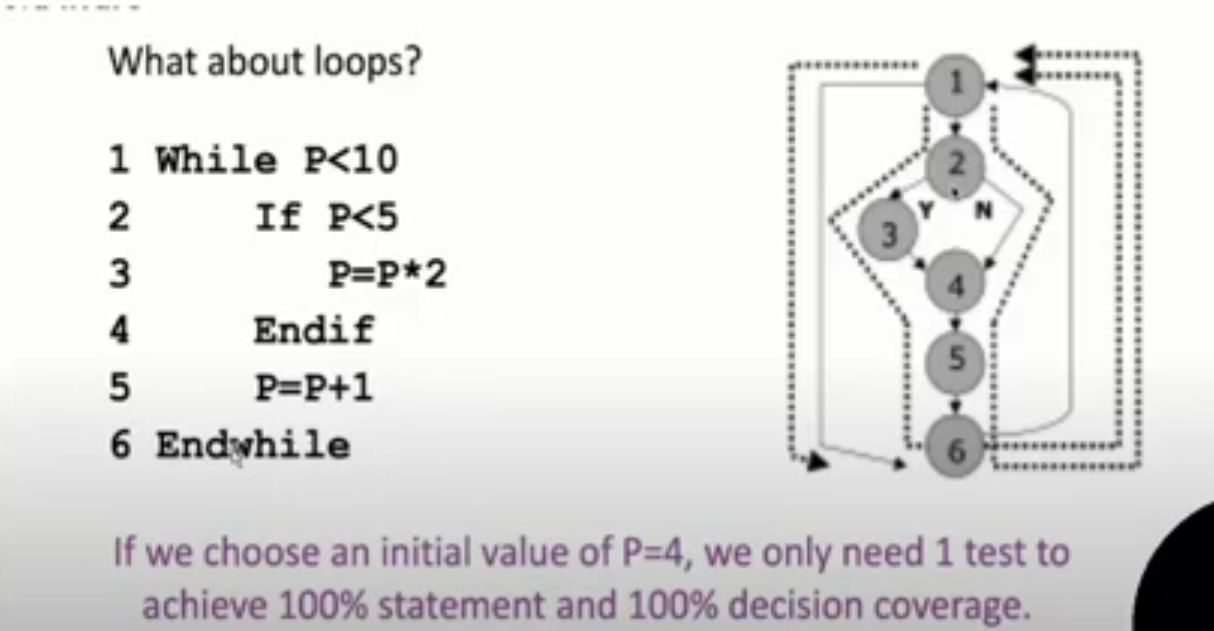 What about loops?
1 While P<10
2 If P<5
3 P=P*2
4 Endif
5 P=P+1
6 Endwhile
1
2
Y N
3
4
5
6
If we choose an initial value of P=4, we only need 1 test to
achieve 100% statement and 100% decision coverage.